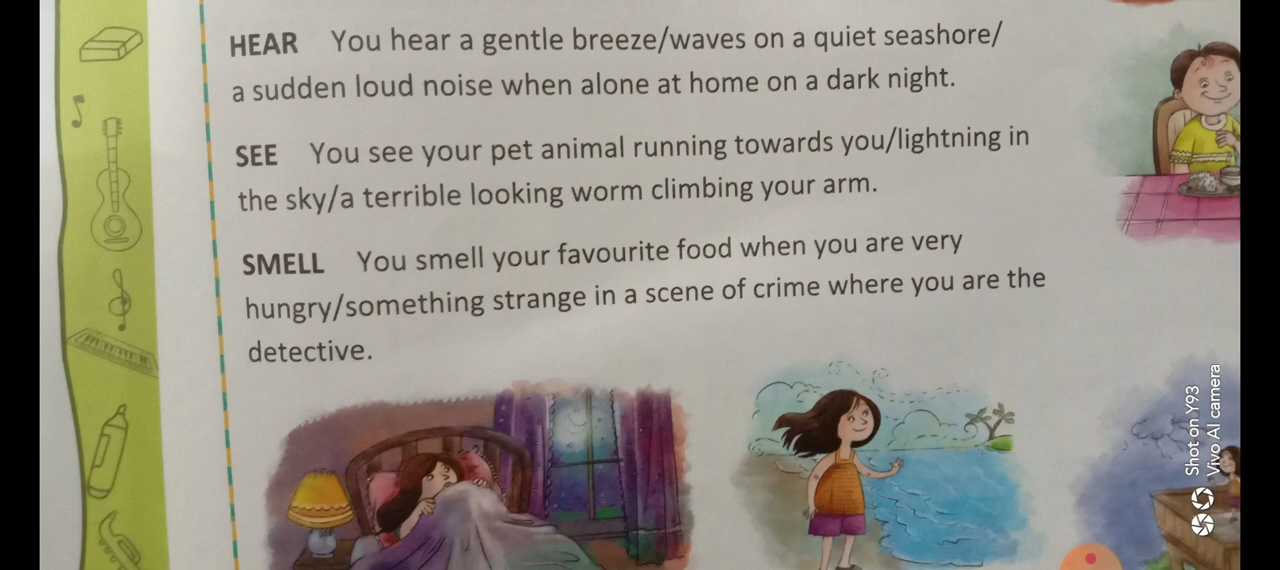 HEAR You hear a gentle breeze/waves on a quiet seashore/
a sudden loud noise when alone at home on a dark night.
SEE You see your pet animal running towards you/lightning in
the sky/a terrible looking worm climbing your arm.
SMELL You smell your favourite food when you are very
hungry/something strange in a scene of crime where you are the
detective.
Shot on Y93
Vivo AI camera